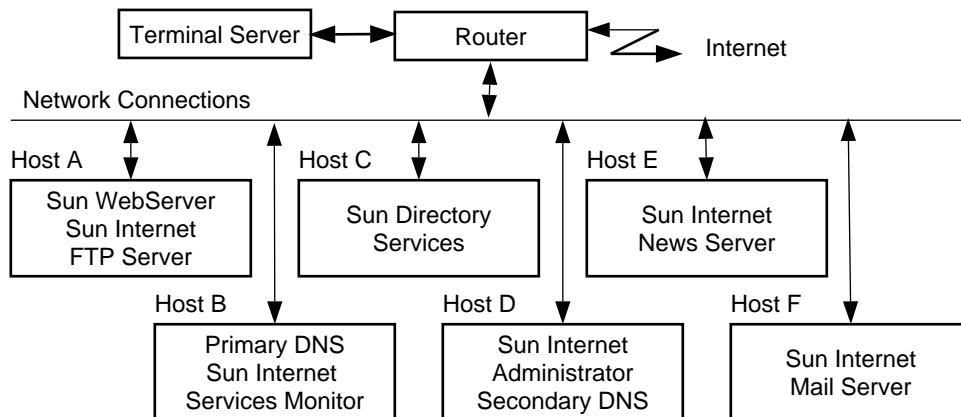 Terminal Server
Router
Internet
Network Connections
Host A
Host C
Host E
Sun WebServer
Sun Internet
FTP Server
Sun Directory
Services
Sun Internet
News Server
Host B
Host D
Host F
Primary DNS
Sun Internet
Services Monitor
Sun Internet
Administrator
Secondary DNS
Sun Internet
Mail Server